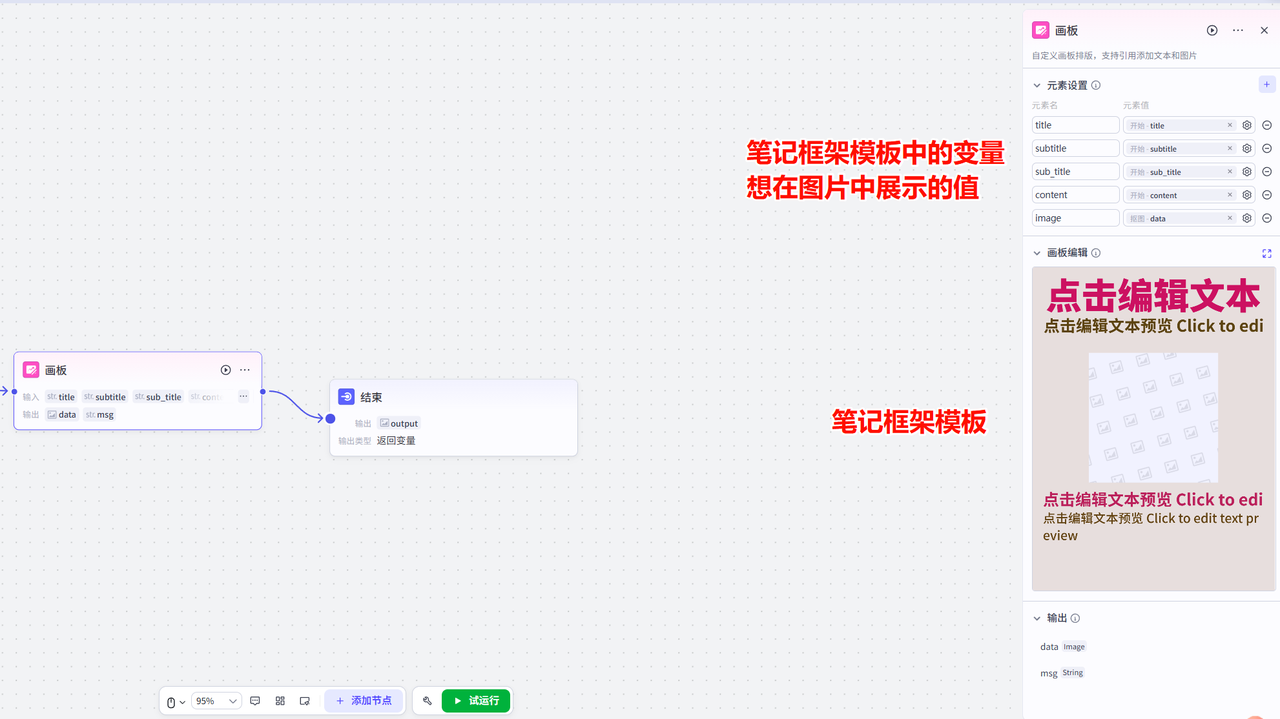 画板
自定义画板排版，支持引用添加文本和图片
元素设置
元素名 元素值
title 开始 · title
subtitle 开始 · subtitle
sub_title 开始 · sub_title
content 开始 · content
image 抠图 · data
笔记框架模板中的变量
想在图片中展示的值
画板编辑
点击编辑文本
点击编辑文本预览 Click to edi
点击编辑文本预览 Click to edi
点击编辑文本预览 Click to edit text pr
eview
笔记框架模板
画板
输入 str. title str. subtitle str. sub_title str. cont
输出 data str. msg
结束
输出 output
输出类型 返回变量
输出
data Image
msg String
95%
添加节点
试运行